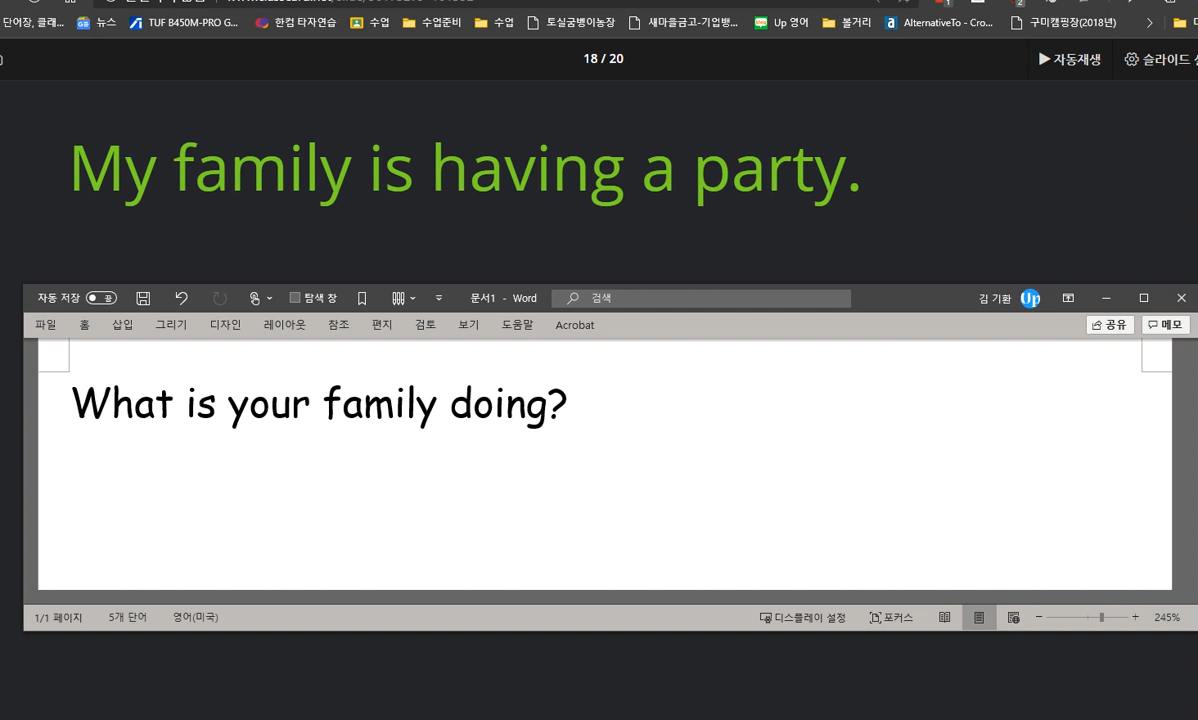 단어장, 클래... 뉴스 TUF B450M-PRO G... 한컴 타자연습 수업 수업준비 수업 토실굼벵이농장 새마을금고-기업뱅... Up 영어 볼거리 AlternativeTo - Cro... 구미캠핑장(2018년)
18 / 20 자동재생 슬라이드
My family is having a party.
자동 저장 끔 탐색 창 문서1 - Word 검색 김 기환 Up
파일 홈 삽입 그리기 디자인 레이아웃 참조 편지 검토 보기 도움말 Acrobat 공유 메모
What is your family doing?
1/1 페이지 5개 단어 영어(미국) 디스플레이 설정 포커스 245%